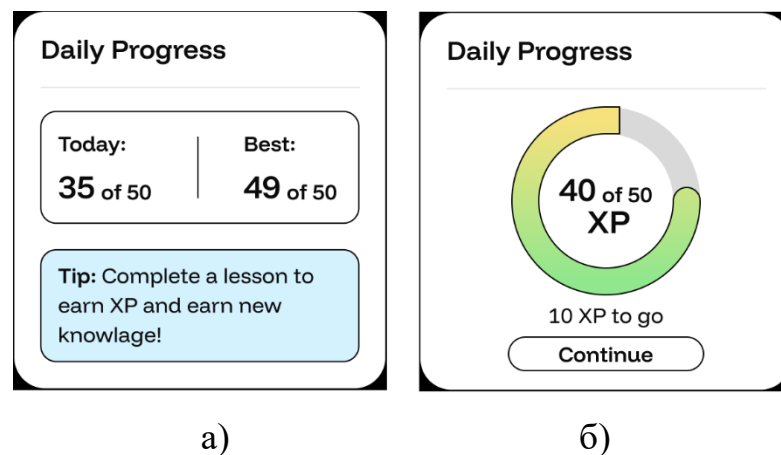 Daily Progress
Today:
Best:
35 of 50
49 of 50
Tip: Complete a lesson to
earn XP and earn new
knowlage!
а)
Daily Progress
40 of 50
XP
10 XP to go
Continue
б)